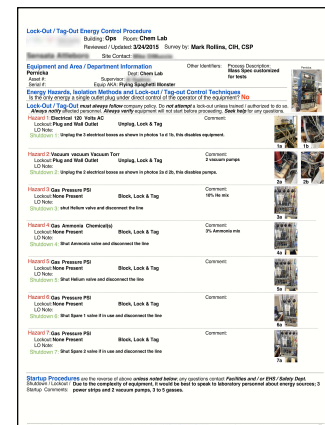 Lock-Out / Tag-Out Energy Control Procedure
Building: Ops Room: Chem Lab
Reviewed / Updated: 3/24/2015 Survey by: Mark Rollins, CIH, CSP
Site Contact:
Equipment and Area / Department Information Other Identifiers: Process Description:
Pernicka Dept: Chem Lab Mass Spec customized
Asset #: Supervisor: for tests
Serial #: Equip AKA: Flying Spaghetti Monster
Energy Hazards, Isolation Methods and Lock-Out / Tag-Out Control Techniques
Is the only energy a single outlet plug under direct control of the operator of the equipment? No
Lock-Out / Tag-Out must always follow company policy. Do not attempt a lock-out unless trained / authorized to do so.
Always notify affected personnel. Always verify equipment will not start before proceeding. Seek help for any questions.
Hazard 1 Electrical 120 Volts AC Comment:
Lockout: Plug and Wall Outlet Unplug, Lock & Tag
LO Note:
Shutdown 1: Unplug the 3 electrical boxes as shown in photos 1a d 1b, this disables equipment.
1a 1b
Hazard 2 Vacuum vacuum Vacuum Torr Comment:
Lockout: Plug and Wall Outlet Unplug, Lock & Tag 2 vacuum pumps
LO Note:
Shutdown 2: Unplug the 2 electrical boxes as shown in photos 2a d 2b, this disables pumps.
2a 2b
Hazard 3 Gas Pressure PSI Comment:
Lockout: None Present Block, Lock & Tag 10% He mix
LO Note:
Shutdown 3: shut Helium valve and disconnect the line
3a
Hazard 4 Gas Ammonia Chemical(s) Comment:
Lockout: None Present Block, Lock & Tag 3% Ammonia mix
LO Note:
Shutdown 4: Shut Ammonia valve and disconnect the line
4a
Hazard 5 Gas Pressure PSI Comment:
Lockout: None Present Block, Lock & Tag
LO Note:
Shutdown 5: Shut Helium valve and disconnect the line
5a
Hazard 6 Gas Pressure PSI Comment:
Lockout: None Present Block, Lock & Tag
LO Note:
Shutdown 6: Shut Spare 1 valve if in use and disconnect the line
6a
Hazard 7 Gas Pressure PSI Comment:
Lockout: None Present Block, Lock & Tag
LO Note:
Shutdown 7: Shut Spare 2 valve if in use and disconnect the line
7a
Startup Procedures are the reverse of above unless noted below; any questions contact Facilities and / or EHS / Safety Dept.
Shutdown / Lockout / Due to the complexity of equipment, it would be best to speak to laboratory personnel about energy sources; 3
Startup Comments: power strips and 2 vacuum pumps, 3 to 5 gasses.